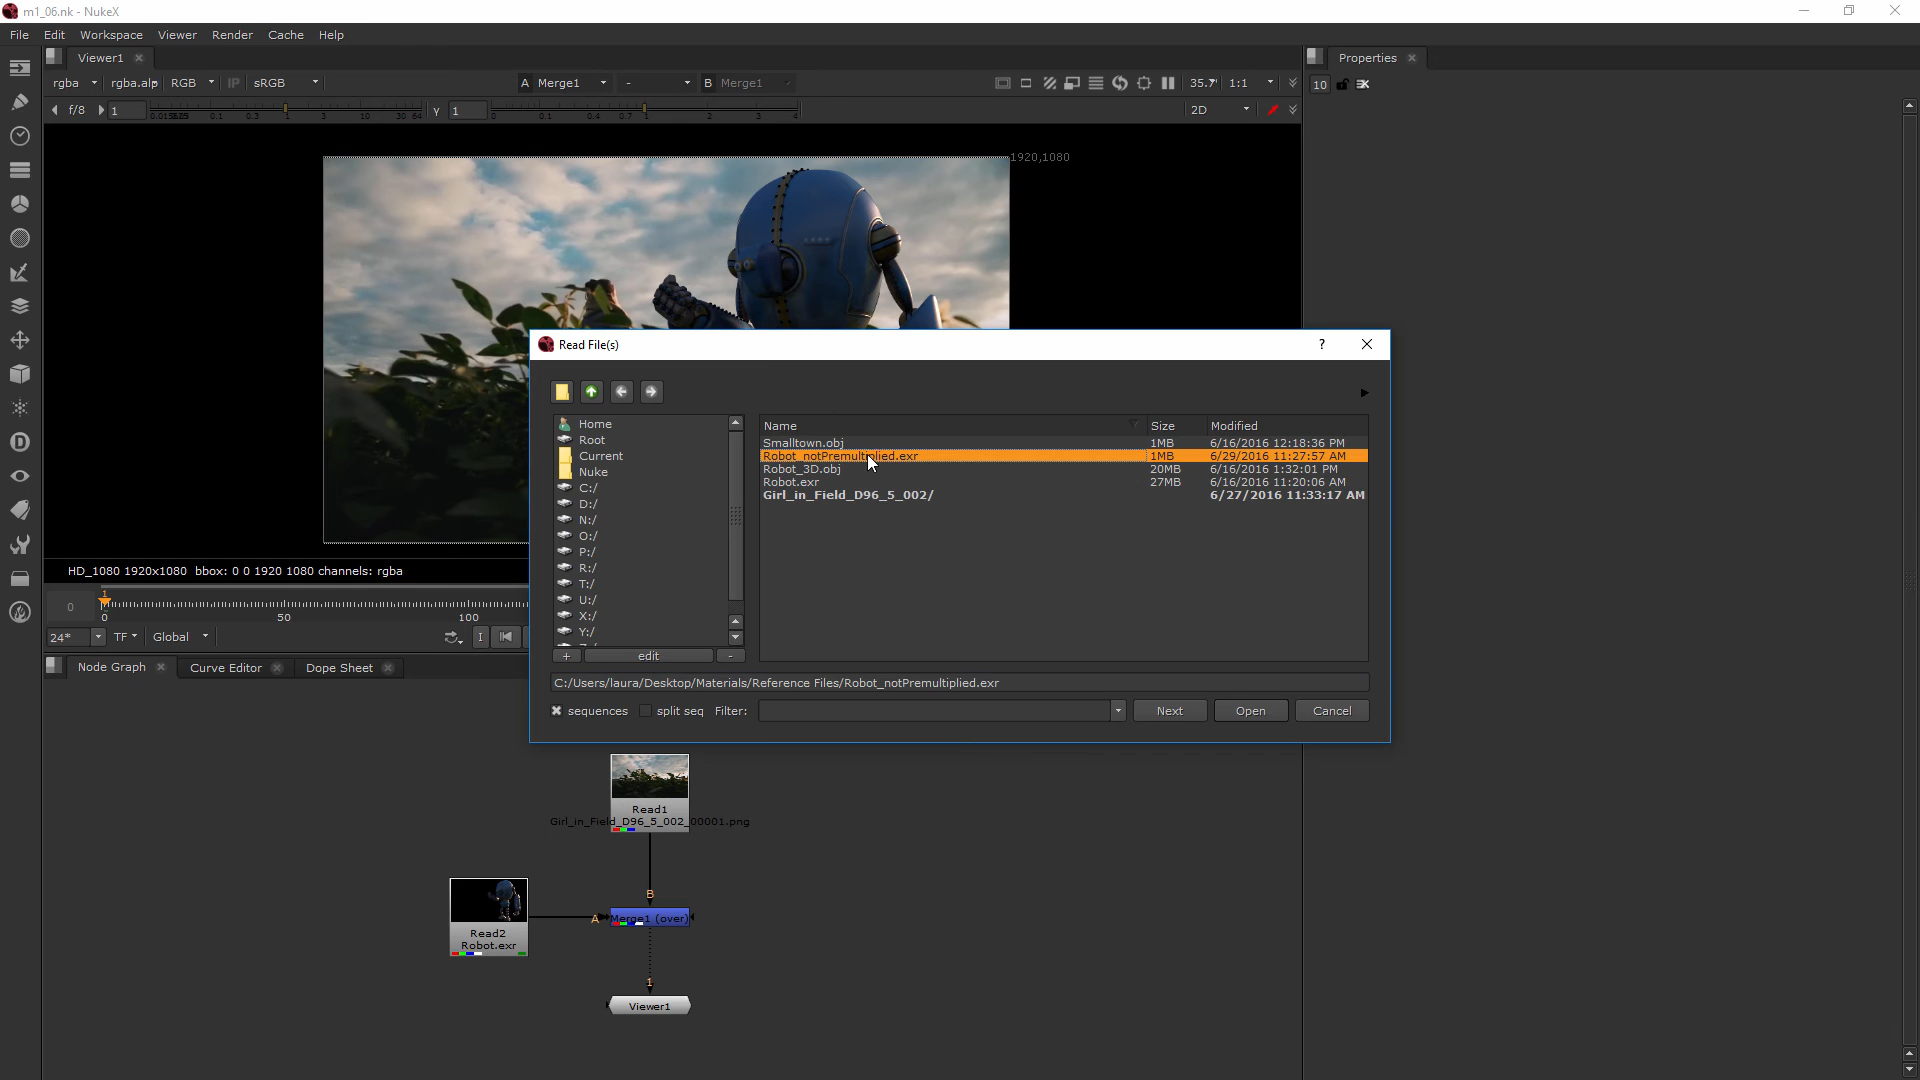 m1_06.nk - NukeX
File Edit Workspace Viewer Render Cache Help
Viewer1
Properties
rgba rgba.alp RGB IP sRGB A Merge1 - B Merge1 35.7 1:1
10
f/8 1 Y 1 2D
1920,1080
Read File(s)
Home
Root
Current
Nuke
C:/
D:/
N:/
O:/
P:/
R:/
T:/
U:/
X:/
Y:/
+ edit -
Name Size Modified
Smalltown.obj 1MB 6/16/2016 12:18:36 PM
Robot_notPremultiplied.exr 1MB 6/29/2016 11:27:57 AM
Robot_3D.obj 20MB 6/16/2016 1:32:01 PM
Robot.exr 27MB 6/16/2016 11:20:06 AM
Girl_in_Field_D96_5_002/ 6/27/2016 11:33:17 AM
C:/Users/laura/Desktop/Materials/Reference Files/Robot_notPremultiplied.exr
sequences split seq Filter: Next Open Cancel
HD_1080 1920x1080 bbox: 0 0 1920 1080 channels: rgba
0 1
0 50 100
24* TF Global I
Node Graph Curve Editor Dope Sheet
Read1
Girl_in_Field_D96_5_002_00001.png
B
A Merge1 (over)
Read2
Robot.exr
1
Viewer1